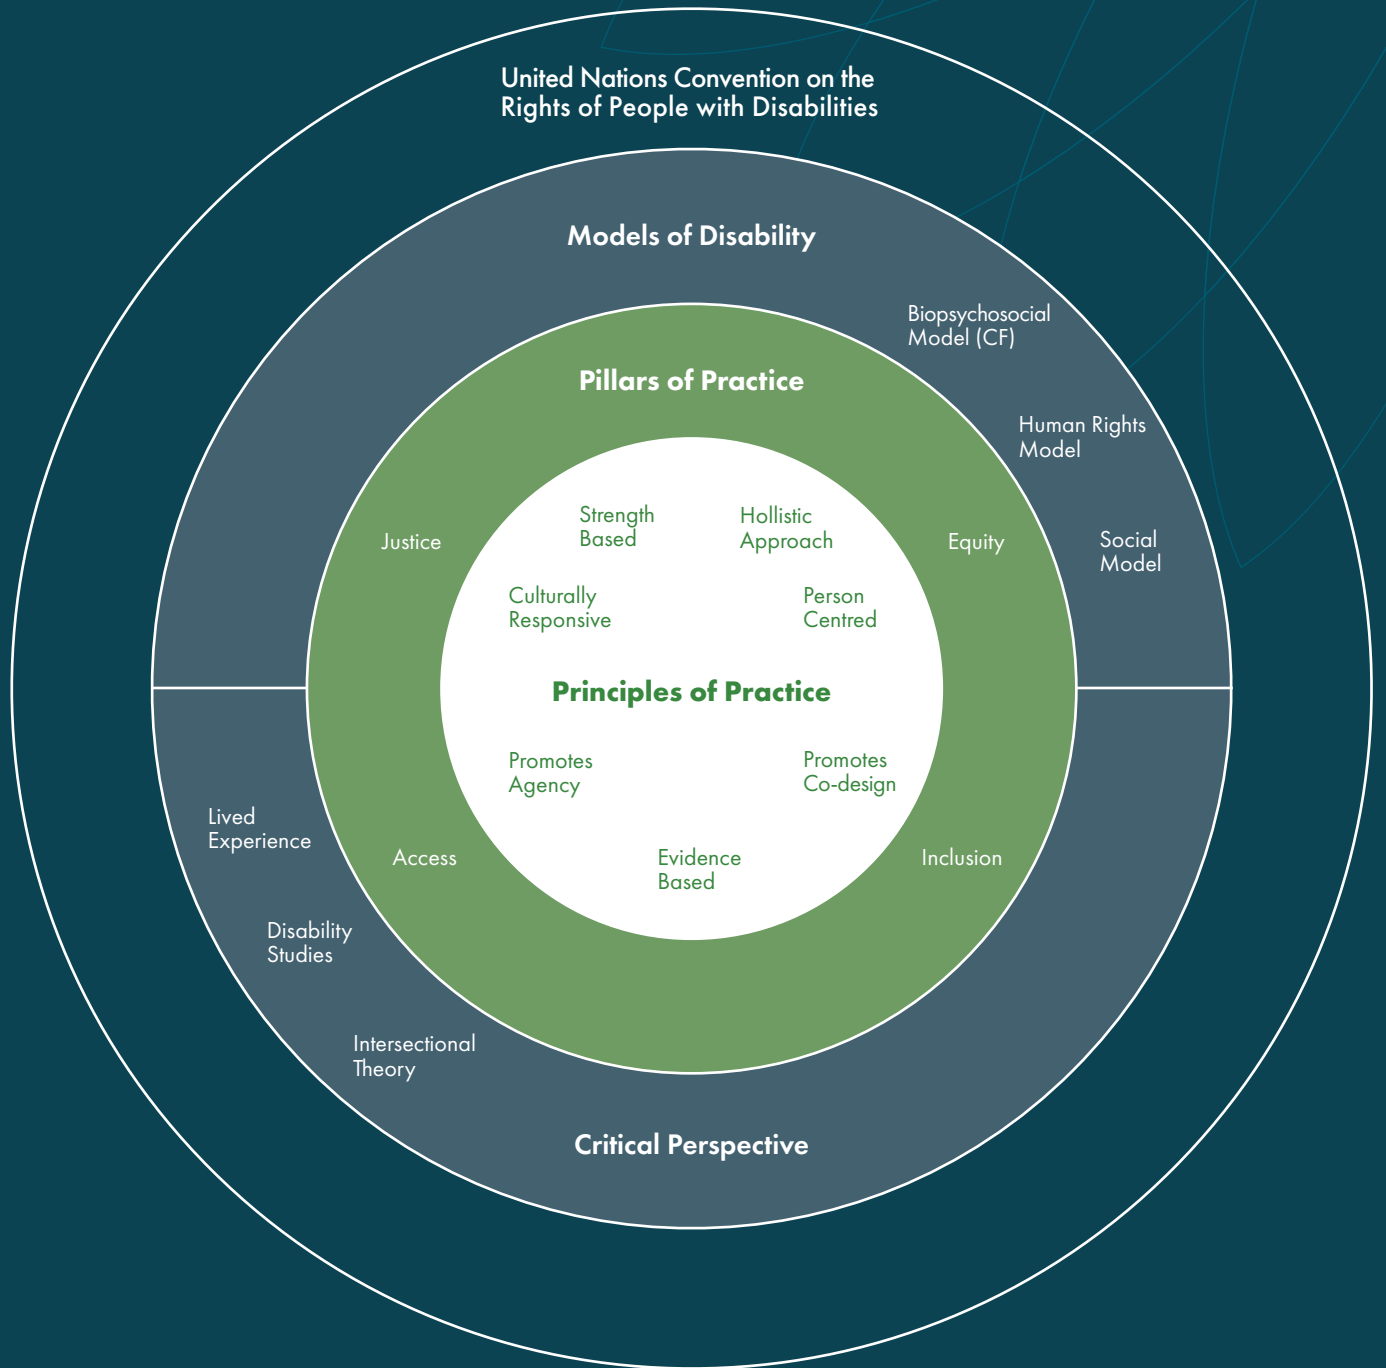 United Nations Convention on the
Rights of People with Disabilities
Models of Disability
Biopsychosocial
Model (CF)
Human Rights
Model
Social
Model
Pillars of Practice
Justice
Equity
Access
Inclusion
Strength
Based
Hollistic
Approach
Culturally
Responsive
Person
Centred
Principles of Practice
Promotes
Agency
Promotes
Co-design
Evidence
Based
Lived
Experience
Disability
Studies
Intersectional
Theory
Critical Perspective